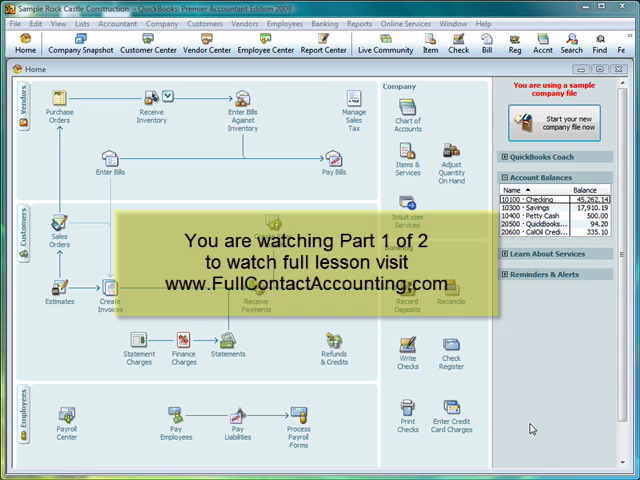 Sample Rock Castle Construction - QuickBooks: Premier Accountant Edition 2009
File Edit View Lists Accountant Company Customers Vendors Employees Banking Reports Online Services Window Help
Home Company Snapshot Customer Center Vendor Center Employee Center Report Center Live Community Item Check Bill Reg Accnt Search Find Fe
Home
Vendors
Purchase Orders
Receive Inventory
Enter Bills Against Inventory
Manage Sales Tax
Enter Bills
Pay Bills
Customers
Sales Orders
Estimates
Create Invoices
Receive Payments
Statement Charges
Finance Charges
Statements
Refunds & Credits
Employees
Payroll Center
Pay Employees
Pay Liabilities
Process Payroll Forms
Company
Chart of Accounts
Items & Services
Adjust Quantity On Hand
Intuit.com Services
Record Deposits
Reconcile
Write Checks
Check Register
Print Checks
Enter Credit Card Charges
You are watching Part 1 of 2
to watch full lesson visit
www.FullContactAccounting.com
You are using a sample company file
Start your new company file now
QuickBooks Coach
Account Balances
Name Balance
10100 · Checking 45,262.14
10300 · Savings 17,910.19
10400 · Petty Cash 500.00
20500 · QuickBooks... 94.20
20600 · CalOil Credi... 335.10
Learn About Services
Reminders & Alerts